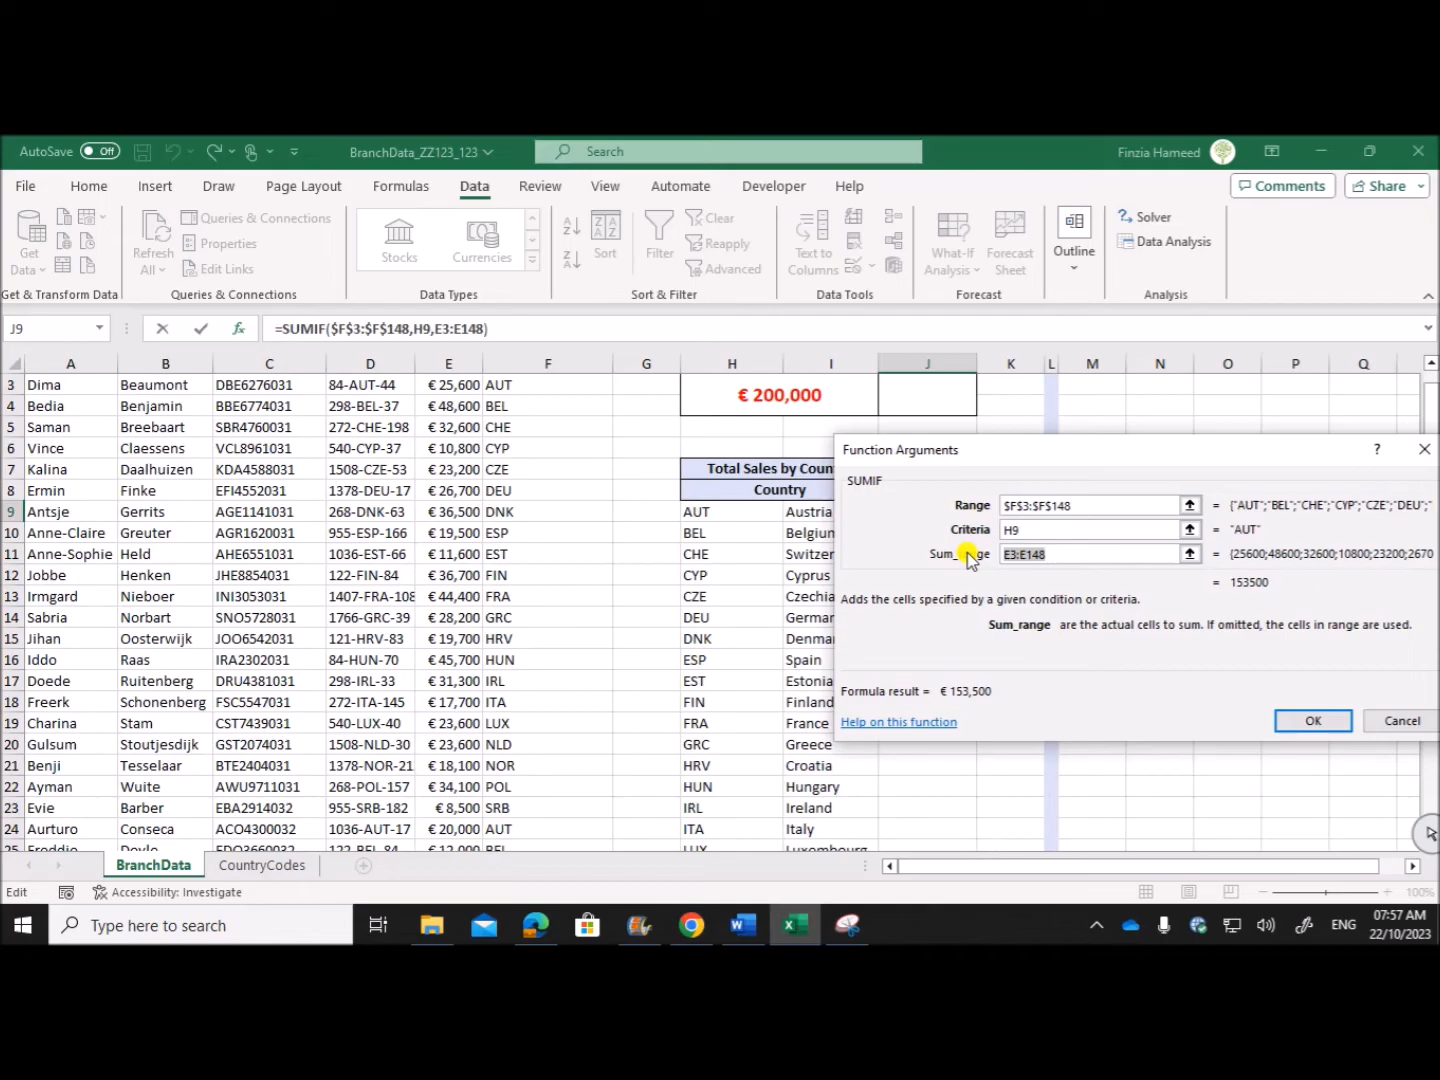 AutoSave Off BranchData_ZZ123_123 Search Finzia Hameed
File Home Insert Draw Page Layout Formulas Data Review View Automate Developer Help Comments Share
Get Data Refresh All Queries & Connections Properties Edit Links Stocks Currencies Sort Filter Clear Reapply Advanced Text to Columns What-If Analysis Forecast Sheet Outline Solver Data Analysis
Get & Transform Data Queries & Connections Data Types Sort & Filter Data Tools Forecast Analysis
J9 fx =SUMIF($F$3:$F$148,H9,E3:E148)
A B C D E F G H I J K L M N O P Q
3 Dima Beaumont DBE6276031 84-AUT-44 € 25,600 AUT
€ 200,000
4 Bedia Benjamin BBE6774031 298-BEL-37 € 48,600 BEL
5 Saman Breebaart SBR4760031 272-CHE-198 € 32,600 CHE
6 Vince Claessens VCL8961031 540-CYP-37 € 10,800 CYP
7 Kalina Daalhuizen KDA4588031 1508-CZE-53 € 23,200 CZE Total Sales by Coun
8 Ermin Finke EFI4552031 1378-DEU-17 € 26,700 DEU Country
9 Antsje Gerrits AGE1141031 268-DNK-63 € 36,500 DNK AUT Austria
10 Anne-Claire Greuter AGR1620031 955-ESP-166 € 19,500 ESP BEL Belgiun
11 Anne-Sophie Held AHE6551031 1036-EST-66 € 11,600 EST CHE Switzer
12 Jobbe Henken JHE8854031 122-FIN-84 € 36,700 FIN CYP Cyprus
13 Irmgard Nieboer INI3053031 1407-FRA-108 € 44,400 FRA CZE Czechia
14 Sabria Norbart SNO5728031 1766-GRC-39 € 28,200 GRC DEU Germar
15 Jihan Oosterwijk JOO6542031 121-HRV-83 € 19,700 HRV DNK Denma
16 Iddo Raas IRA2302031 84-HUN-70 € 45,700 HUN ESP Spain
17 Doede Ruitenberg DRU4381031 298-IRL-33 € 31,300 IRL EST Estonia
18 Freerk Schonenberg FSC5547031 272-ITA-145 € 17,700 ITA FIN Finland
19 Charina Stam CST7439031 540-LUX-40 € 23,600 LUX FRA France
20 Gulsum Stoutjesdijk GST2074031 1508-NLD-30 € 23,600 NLD GRC Greece
21 Benji Tesselaar BTE2404031 1378-NOR-21 € 18,100 NOR HRV Croatia
22 Ayman Wuite AWU9711031 268-POL-157 € 34,100 POL HUN Hungary
23 Evie Barber EBA2914032 955-SRB-182 € 8,500 SRB IRL Ireland
24 Aurturo Conseca ACO4300032 1036-AUT-17 € 20,000 AUT ITA Italy
Function Arguments ?
SUMIF
Range $F$3:$F$148 = {"AUT";"BEL";"CHE";"CYP";"CZE";"DEU";"
Criteria H9 = "AUT"
E3:E148 = {25600;48600;32600;10800;23200;2670
= 153500
Adds the cells specified by a given condition or criteria.
Sum_range are the actual cells to sum. If omitted, the cells in range are used.
Formula result = € 153,500
Help on this function OK Cancel
BranchData CountryCodes
Edit Accessibility: Investigate 100%
Type here to search ENG 07:57 AM
22/10/2023